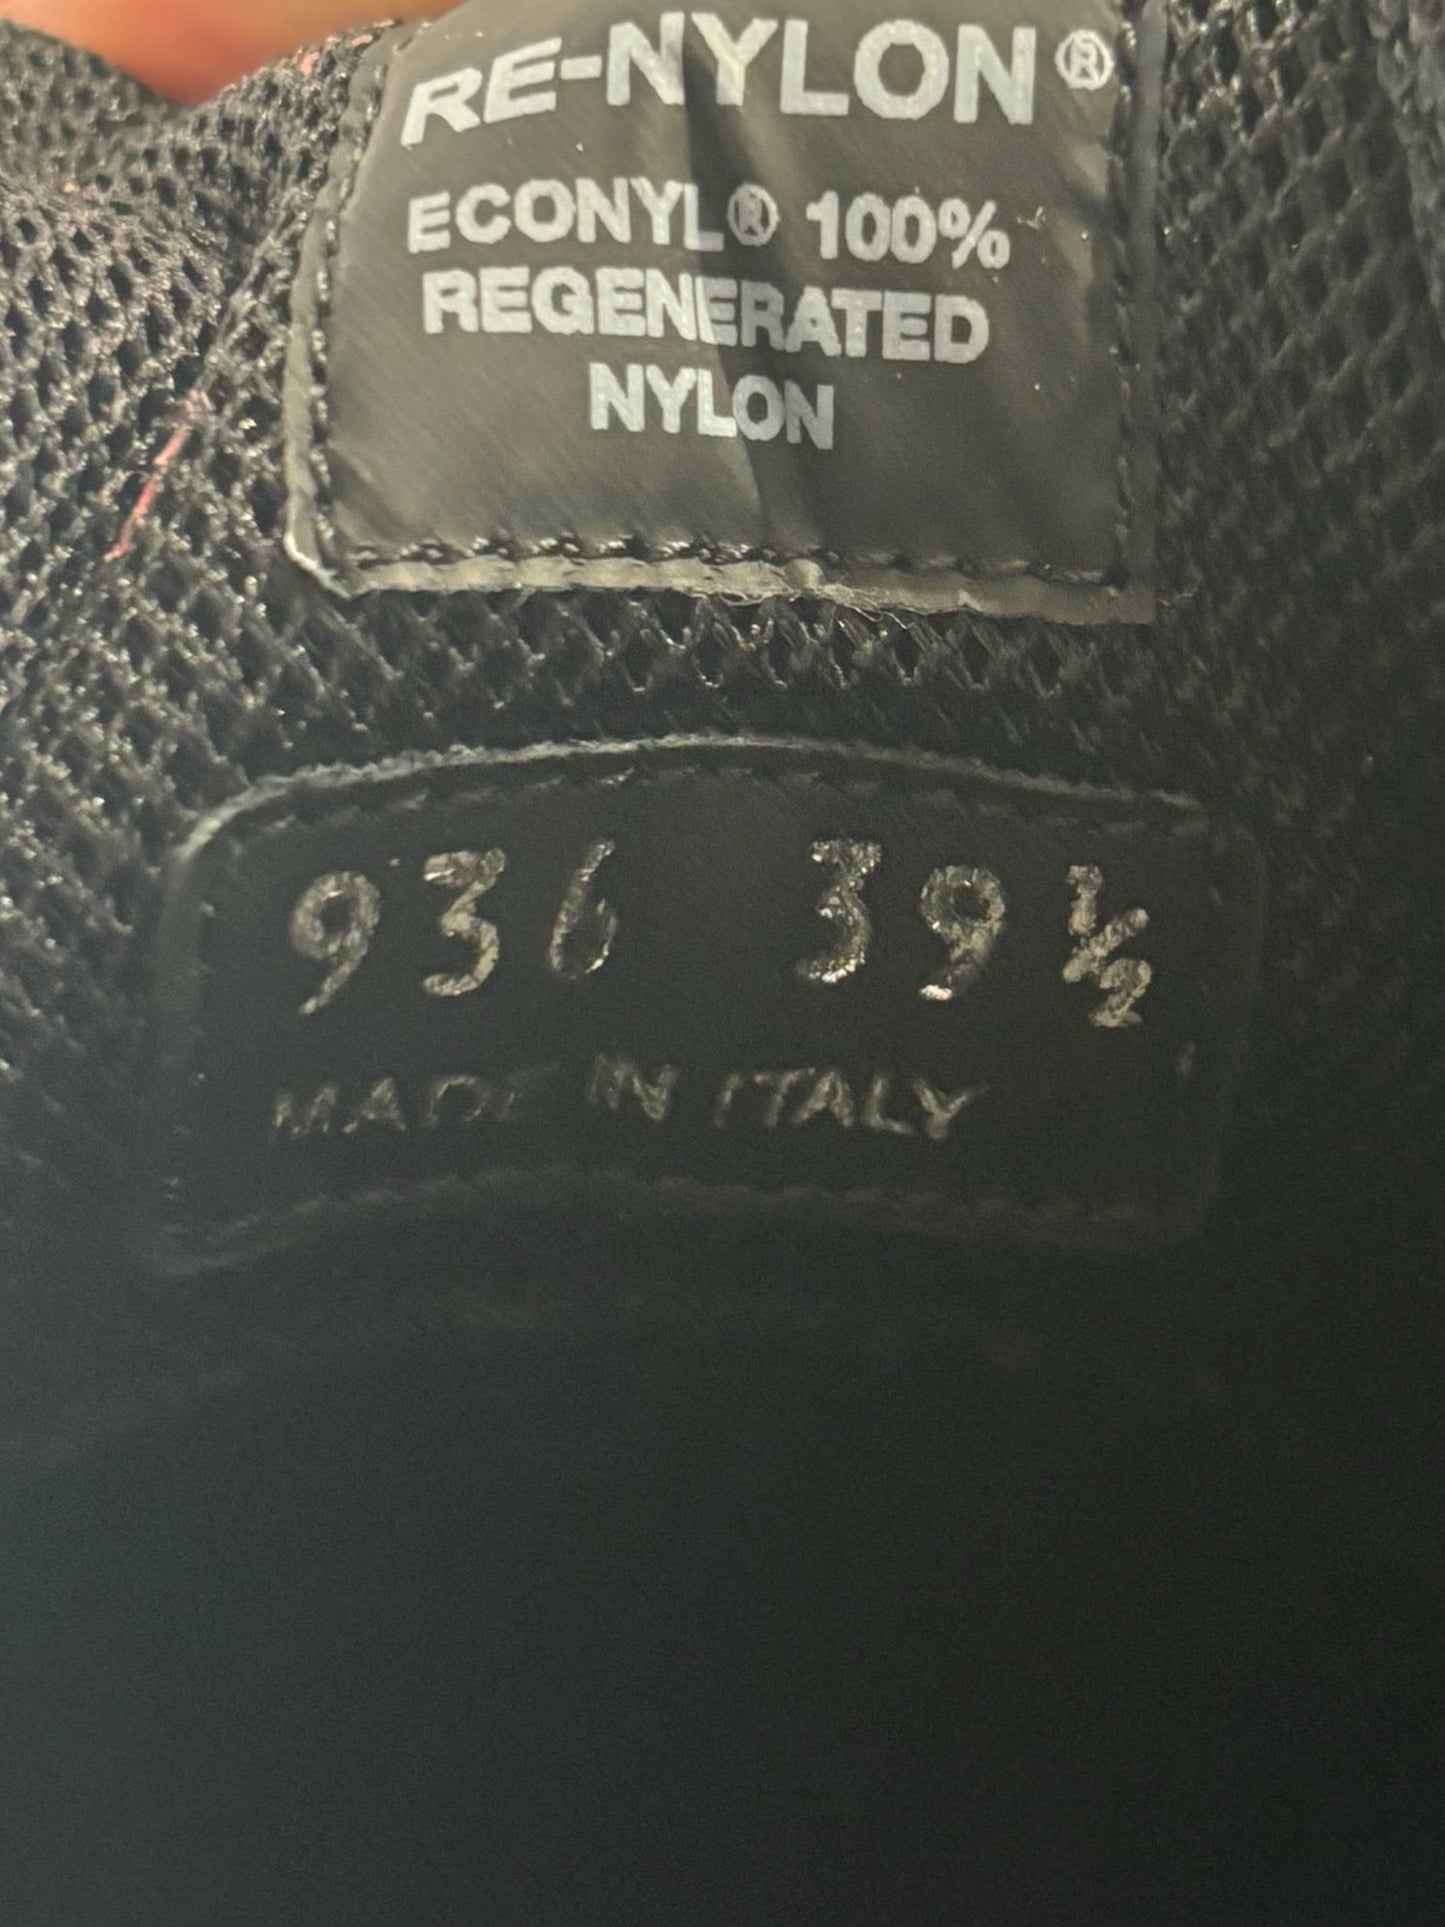 RE-NYLON®
ECONYL® 100%
REGENERATED
NYLON
936 39½
MADE IN ITALY